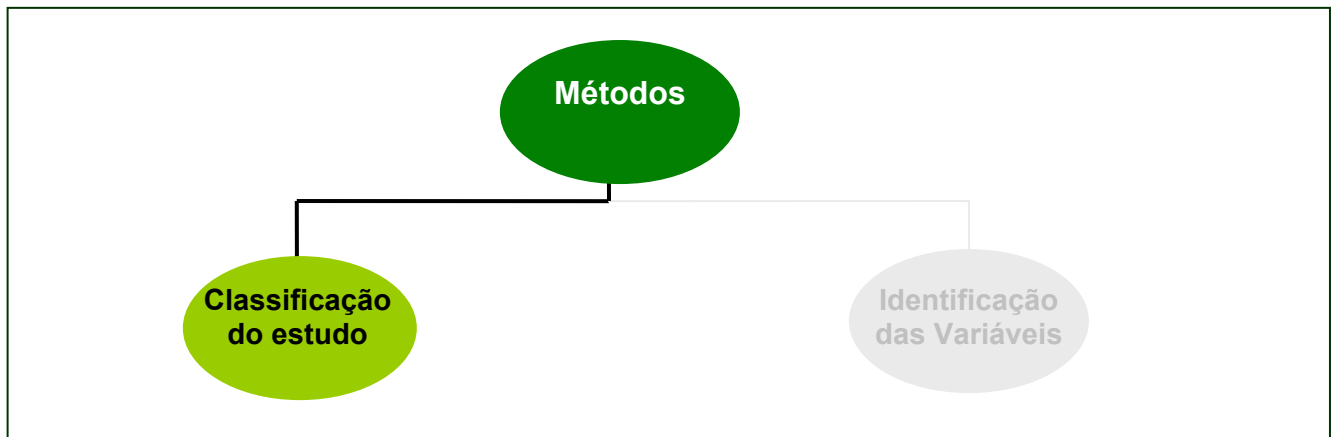 Métodos
Classificação
do estudo
Identificação
das Variáveis